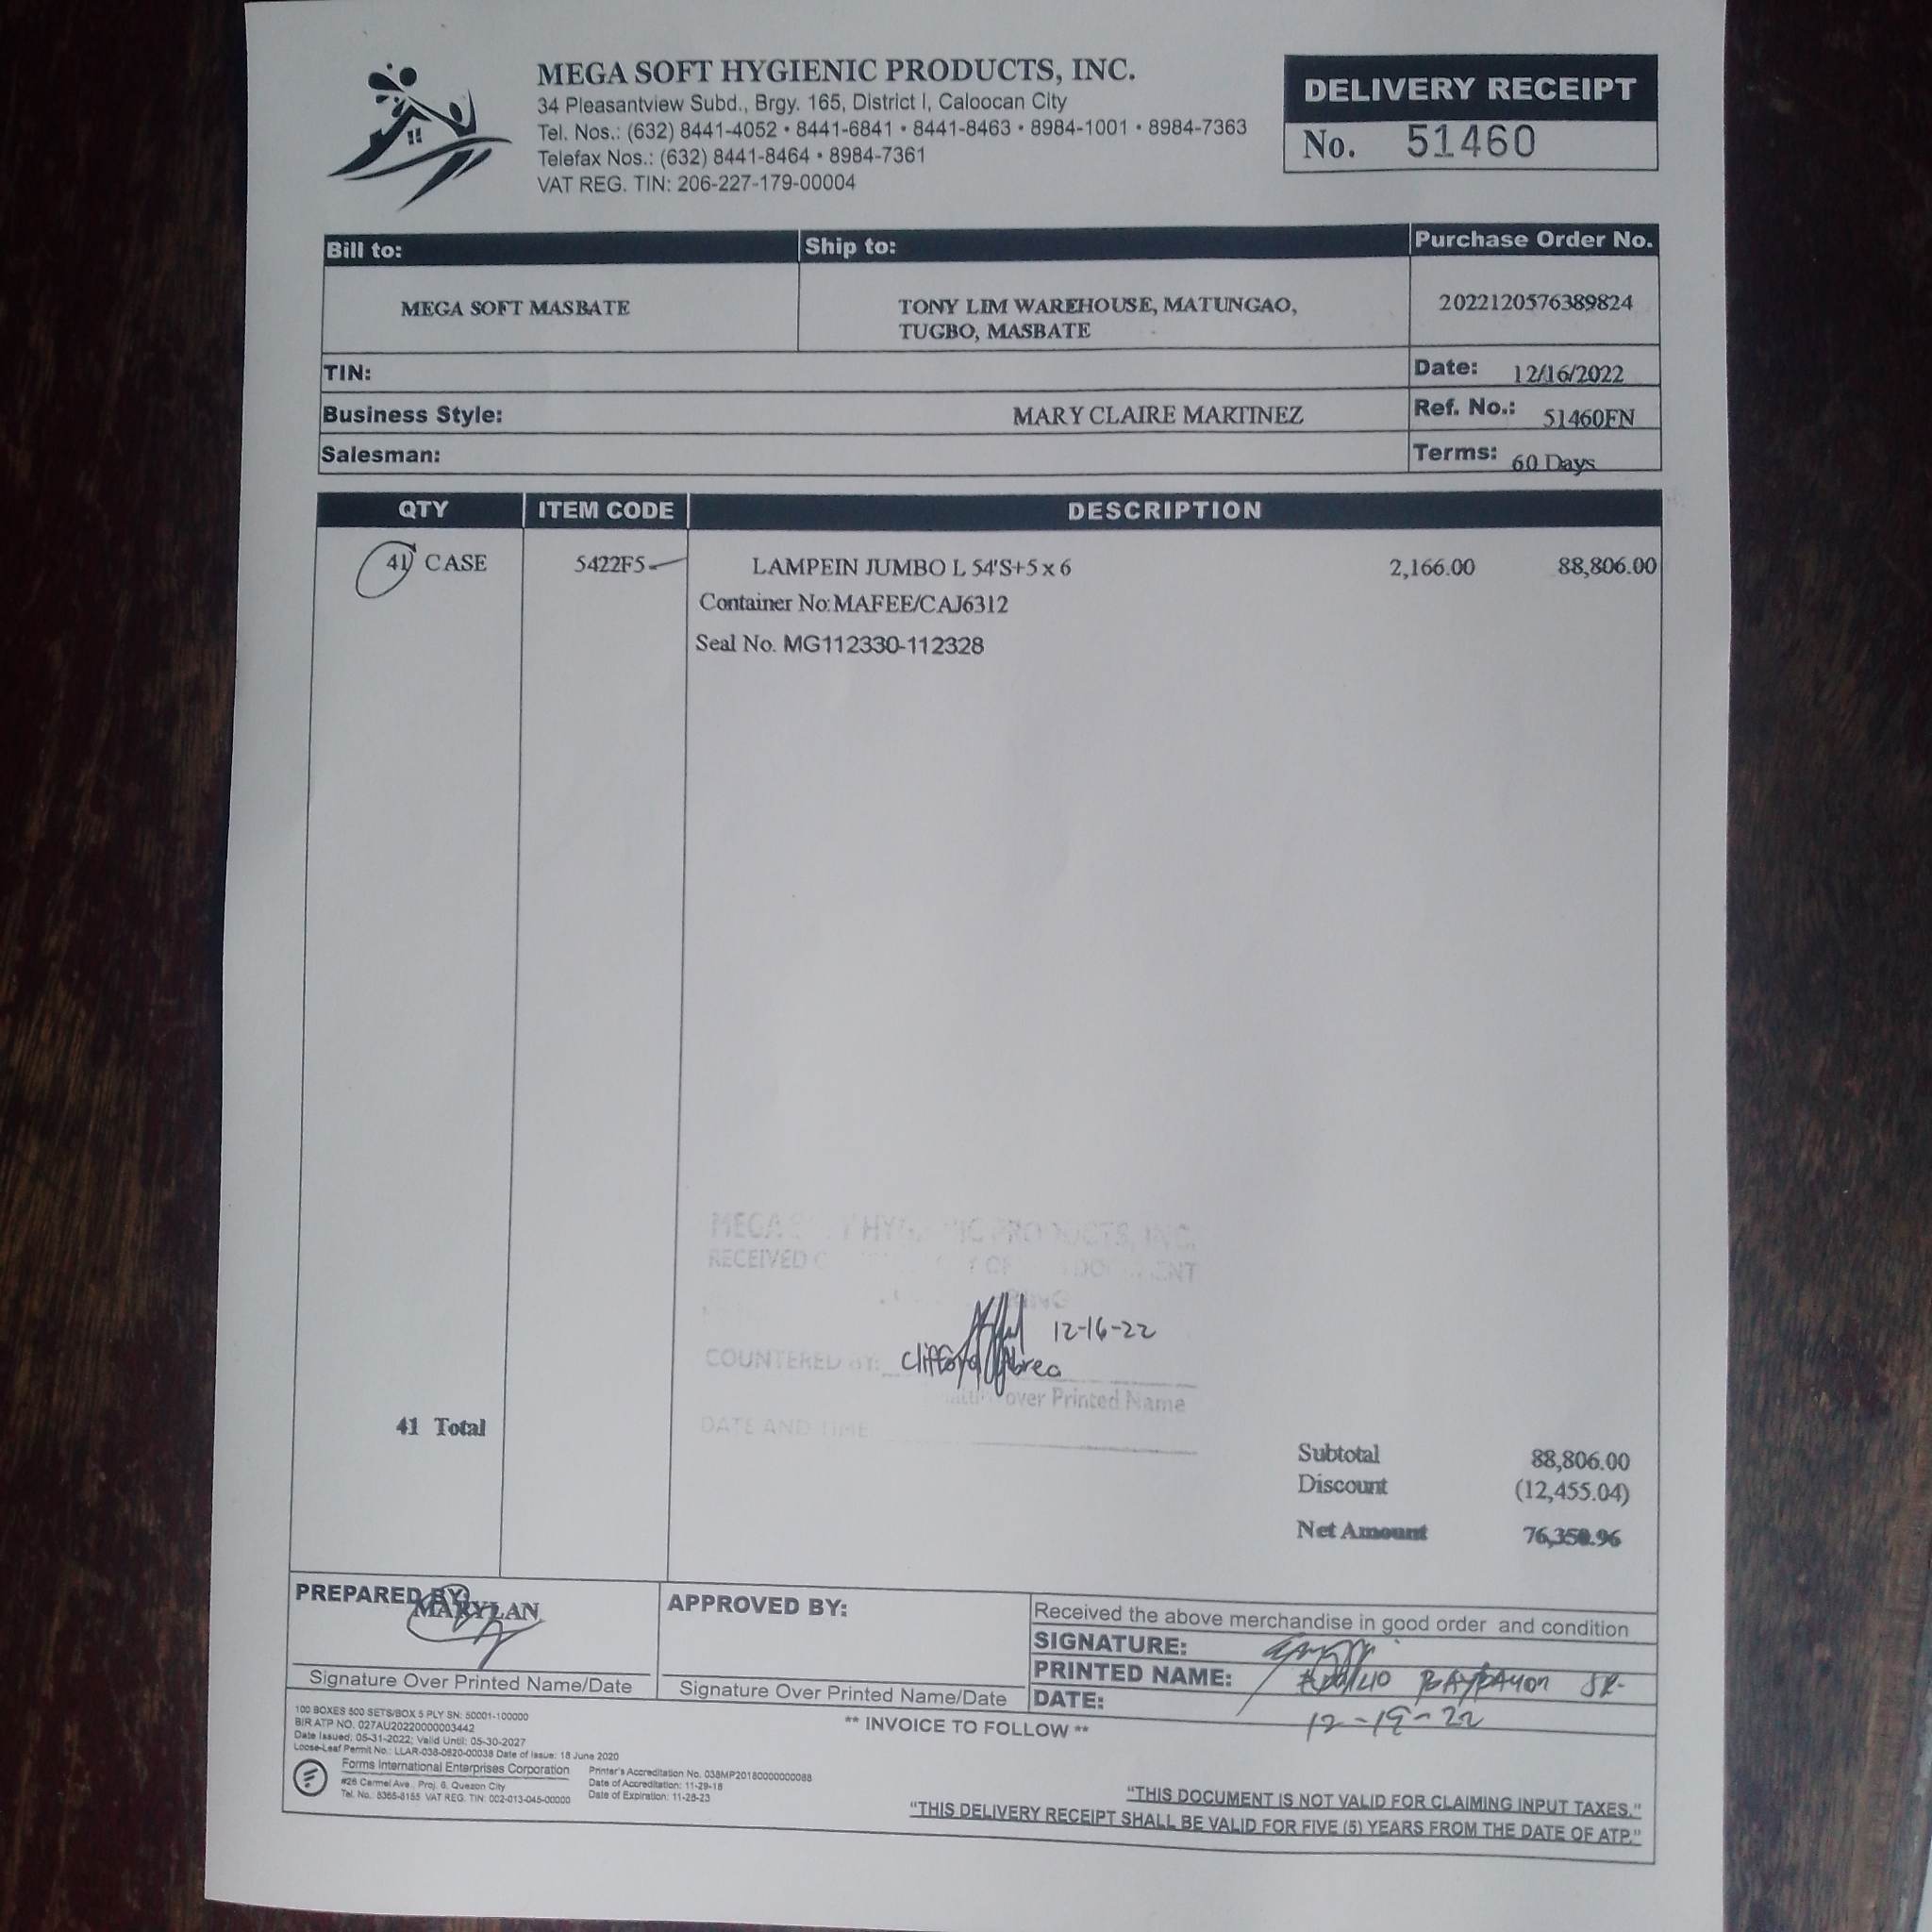 MEGA SOFT HYGIENIC PRODUCTS, INC.
34 Pleasantview Subd., Brgy. 165, District I, Caloocan City
Tel. Nos.: (632) 8441-4052 • 8441-6841 • 8441-8463 • 8984-1001 • 8984-7363
Telefax Nos.: (632) 8441-8464 • 8984-7361
VAT REG. TIN: 206-227-179-00004
DELIVERY RECEIPT
No. 51460
Bill to: Ship to: Purchase Order No.
MEGA SOFT MASBATE TONY LIM WAREHOUSE, MATUNGAO, 2022120576389824
TUGBO, MASBATE
TIN: Date: 12/16/2022
Business Style: MARY CLAIRE MARTINEZ Ref. No.: 51460FN
Salesman: Terms: 60 Days
QTY ITEM CODE DESCRIPTION
41 CASE 5422F5 LAMPEIN JUMBO L 54'S+5 x 6 2,166.00 88,806.00
Container No:MAFEE/CAJ6312
Seal No. MG112330-112328
MEGA HYG IC PRODUCTS, INC.
RECEIVED
12-16-22
COUNTERED BY: Clifford Abrea
over Printed Name
DATE AND TIME
41 Total
Subtotal 88,806.00
Discount (12,455.04)
Net Amount 76,350.96
PREPARED BY: APPROVED BY: Received the above merchandise in good order and condition
MARYLAN
SIGNATURE:
PRINTED NAME: BAYBAYON JR.
DATE: 12-19-22
Signature Over Printed Name/Date Signature Over Printed Name/Date
** INVOICE TO FOLLOW **
100 BOXES 500 SETS/BOX 5 PLY SN: 50001-100000
BIR ATP NO. 027AU20220000003442
Date Issued: 05-31-2022; Valid Until: 05-30-2027
Loose-Leaf Permit No.: LLAR-038-0620-00038 Date of Issue: 18 June 2020
Forms International Enterprises Corporation
#26 Carmel Ave., Proj. 6, Quezon City
Tel. No.: 8365-8155 VAT REG. TIN: 002-013-045-00000
Printer's Accreditation No. 038MP20180000000088
Date of Accreditation: 11-29-18
Date of Expiration: 11-28-23
"THIS DOCUMENT IS NOT VALID FOR CLAIMING INPUT TAXES."
"THIS DELIVERY RECEIPT SHALL BE VALID FOR FIVE (5) YEARS FROM THE DATE OF ATP."